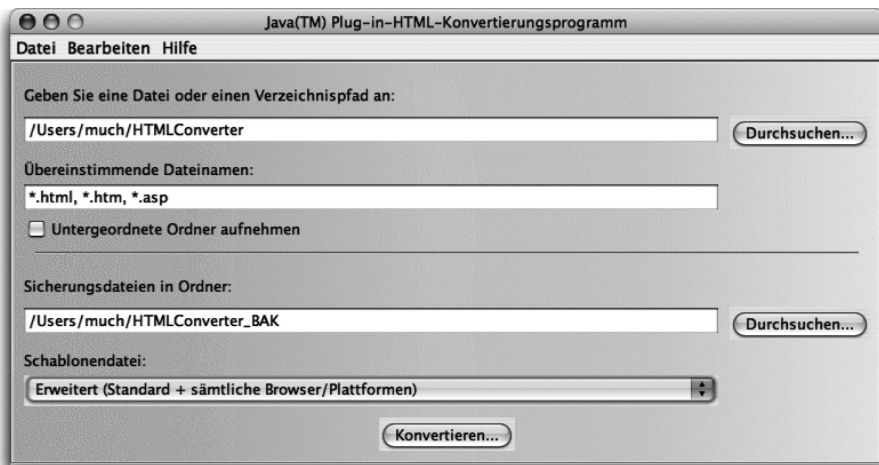 Java(TM) Plug-in-HTML-Konvertierungsprogramm
Datei Bearbeiten Hilfe
Geben Sie eine Datei oder einen Verzeichnispfad an:
/Users/much/HTMLConverter Durchsuchen...
Übereinstimmende Dateinamen:
*.html, *.htm, *.asp
Untergeordnete Ordner aufnehmen
Sicherungsdateien in Ordner:
/Users/much/HTMLConverter_BAK Durchsuchen...
Schablonendatei:
Erweitert (Standard + sämtliche Browser/Plattformen)
Konvertieren...